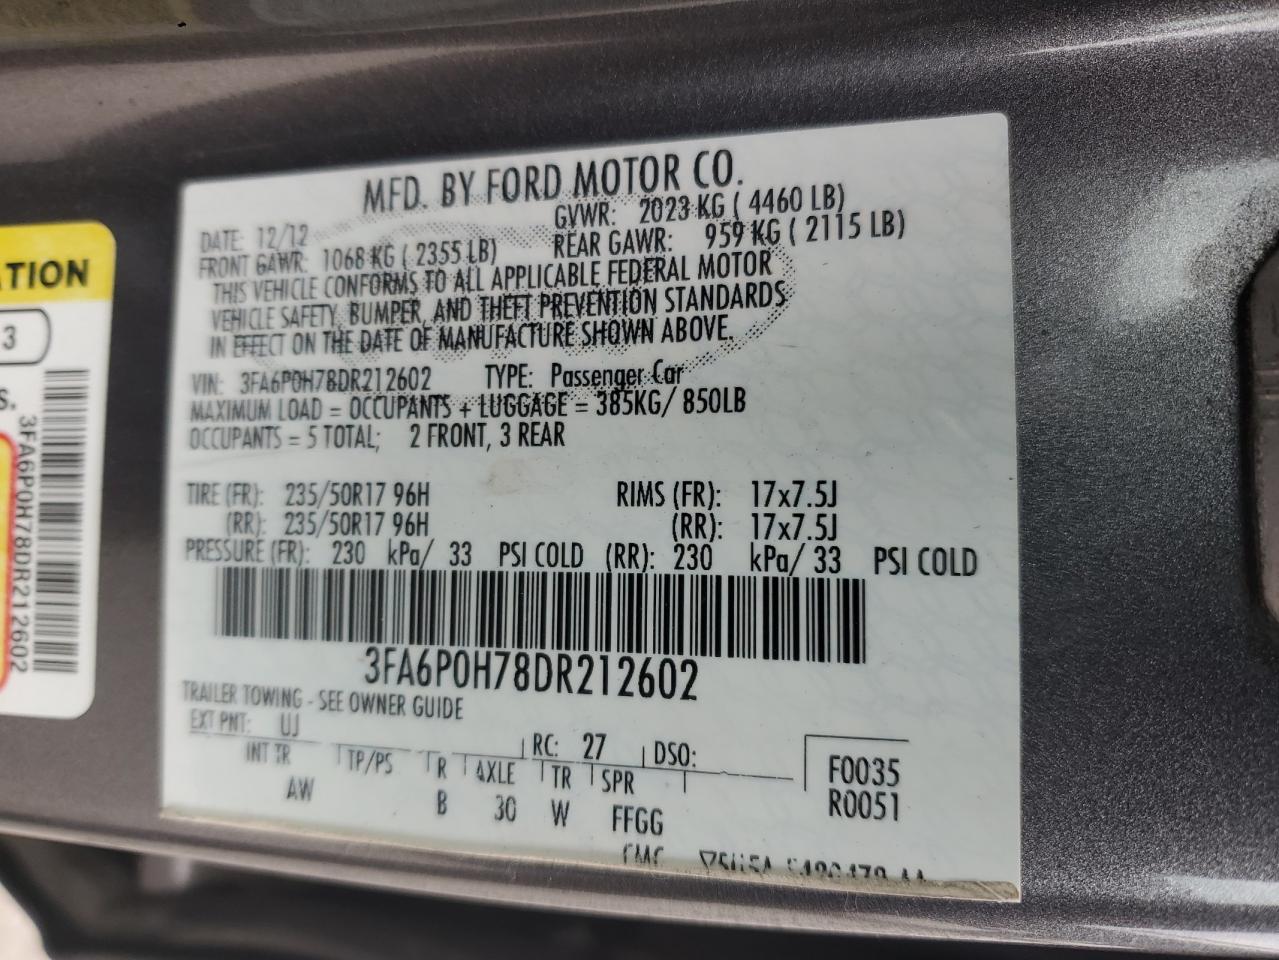 MFD. BY FORD MOTOR CO.
DATE: 12/12 GVWR: 2023 KG ( 4460 LB)
FRONT GAWR: 1068 KG ( 2355 LB) REAR GAWR: 959 KG ( 2115 LB)
THIS VEHICLE CONFORMS TO ALL APPLICABLE FEDERAL MOTOR
VEHICLE SAFETY, BUMPER, AND THEFT PREVENTION STANDARDS
IN EFFECT ON THE DATE OF MANUFACTURE SHOWN ABOVE.
VIN: 3FA6P0H78DR212602 TYPE: Passenger Car
MAXIMUM LOAD = OCCUPANTS + LUGGAGE = 385KG/ 850LB
OCCUPANTS = 5 TOTAL; 2 FRONT, 3 REAR
TIRE (FR): 235/50R17 96H RIMS (FR): 17x7.5J
(RR): 235/50R17 96H (RR): 17x7.5J
PRESSURE (FR): 230 kPa/ 33 PSI COLD (RR): 230 kPa/ 33 PSI COLD
3FA6P0H78DR212602
TRAILER TOWING - SEE OWNER GUIDE
EXT PNT: UJ RC: 27 DSO:
INT TR TP/PS R AXLE TR SPR F0035
AW B 30 W FFGG R0051
ATION
3
S.
3FA6P0H78DR212602